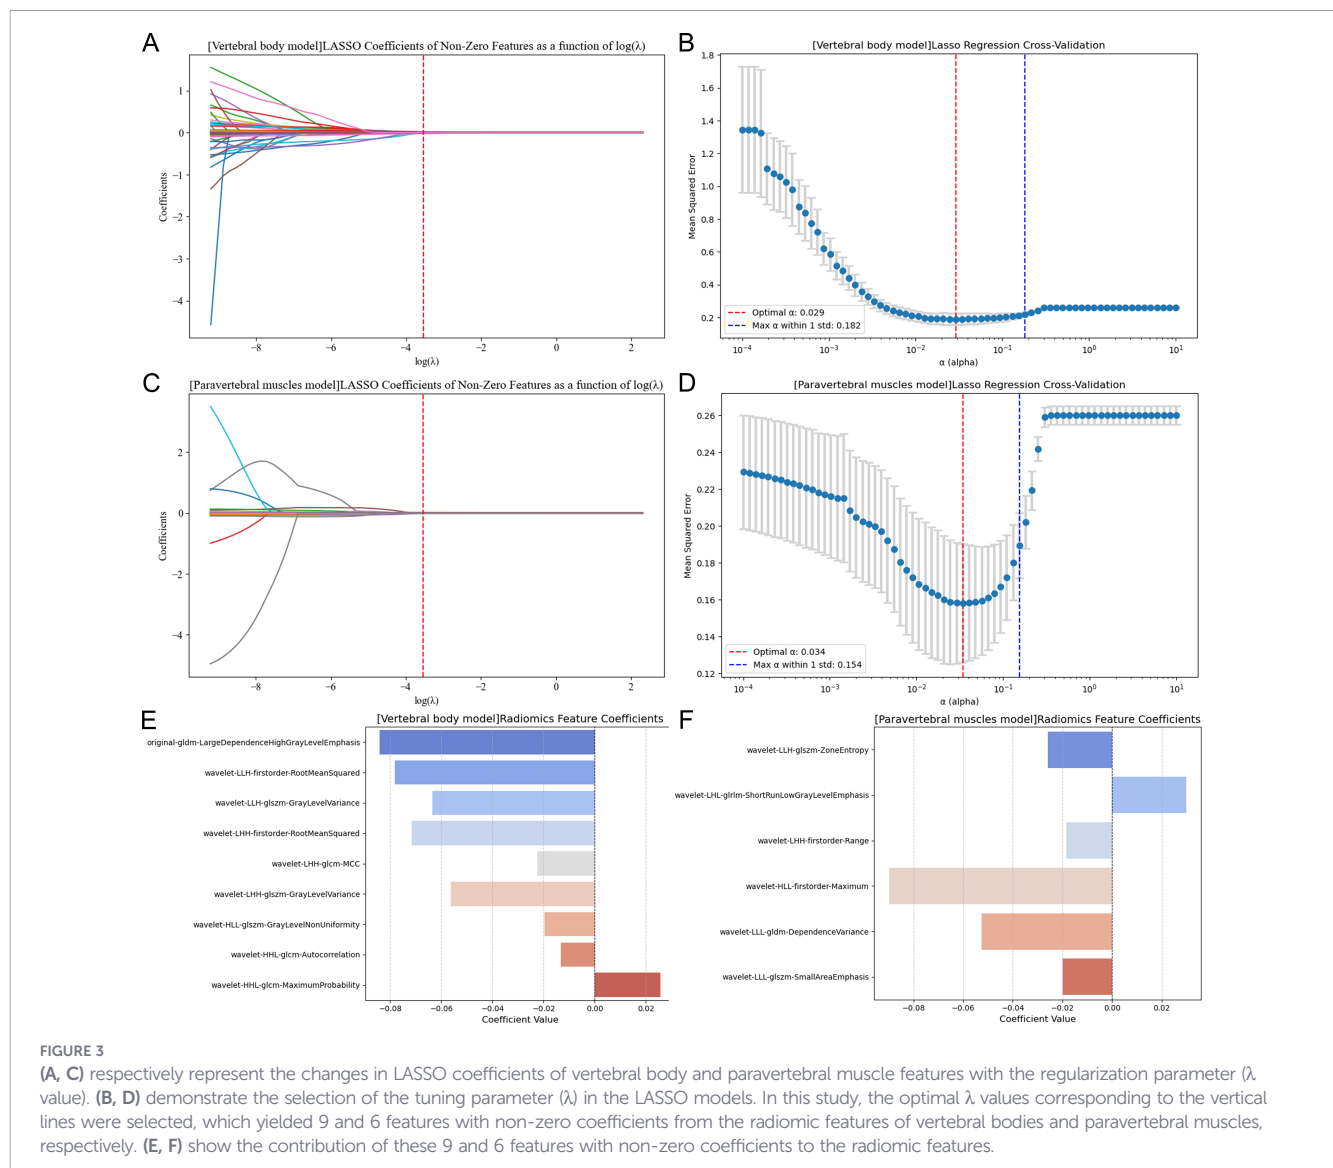 A
[Vertebral body model]LASSO Coefficients of Non-Zero Features as a function of log(λ)
1
0
−1
−2
−3
−4
Coefficients
−8
−6
−4
−2
0
2
log(λ)
B
[Vertebral body model]Lasso Regression Cross-Validation
1.8
1.6
1.4
1.2
1.0
0.8
0.6
0.4
0.2
Mean Squared Error
Optimal α: 0.029
Max α within 1 std: 0.182
10⁻⁴
10⁻³
10⁻²
10⁻¹
10⁰
10¹
α (alpha)
C
[Paravertebral muscles model]LASSO Coefficients of Non-Zero Features as a function of log(λ)
2
0
−2
−4
Coefficients
−8
−6
−4
−2
0
2
log(λ)
D
[Paravertebral muscles model]Lasso Regression Cross-Validation
0.26
0.24
0.22
0.20
0.18
0.16
0.14
0.12
Mean Squared Error
Optimal α: 0.034
Max α within 1 std: 0.154
10⁻⁴
10⁻³
10⁻²
10⁻¹
10⁰
10¹
α (alpha)
E
[Vertebral body model]Radiomics Feature Coefficients
original-gldm-LargeDependenceHighGrayLevelEmphasis
wavelet-LLH-firstorder-RootMeanSquared
wavelet-LLH-glszm-GrayLevelVariance
wavelet-LHH-firstorder-RootMeanSquared
wavelet-LHH-glcm-MCC
wavelet-LHH-glszm-GrayLevelVariance
wavelet-HLL-glszm-GrayLevelNonUniformity
wavelet-HHL-glcm-Autocorrelation
wavelet-HHL-glcm-MaximumProbability
−0.08
−0.06
−0.04
−0.02
0.00
0.02
Coefficient Value
F
[Paravertebral muscles model]Radiomics Feature Coefficients
wavelet-LLH-glszm-ZoneEntropy
wavelet-LHL-glrlm-ShortRunLowGrayLevelEmphasis
wavelet-LHH-firstorder-Range
wavelet-HLL-firstorder-Maximum
wavelet-LLL-gldm-DependenceVariance
wavelet-LLL-glszm-SmallAreaEmphasis
−0.08
−0.06
−0.04
−0.02
0.00
0.02
Coefficient Value
FIGURE 3
(A, C) respectively represent the changes in LASSO coefficients of vertebral body and paravertebral muscle features with the regularization parameter (λ
value). (B, D) demonstrate the selection of the tuning parameter (λ) in the LASSO models. In this study, the optimal λ values corresponding to the vertical
lines were selected, which yielded 9 and 6 features with non-zero coefficients from the radiomic features of vertebral bodies and paravertebral muscles,
respectively. (E, F) show the contribution of these 9 and 6 features with non-zero coefficients to the radiomic features.